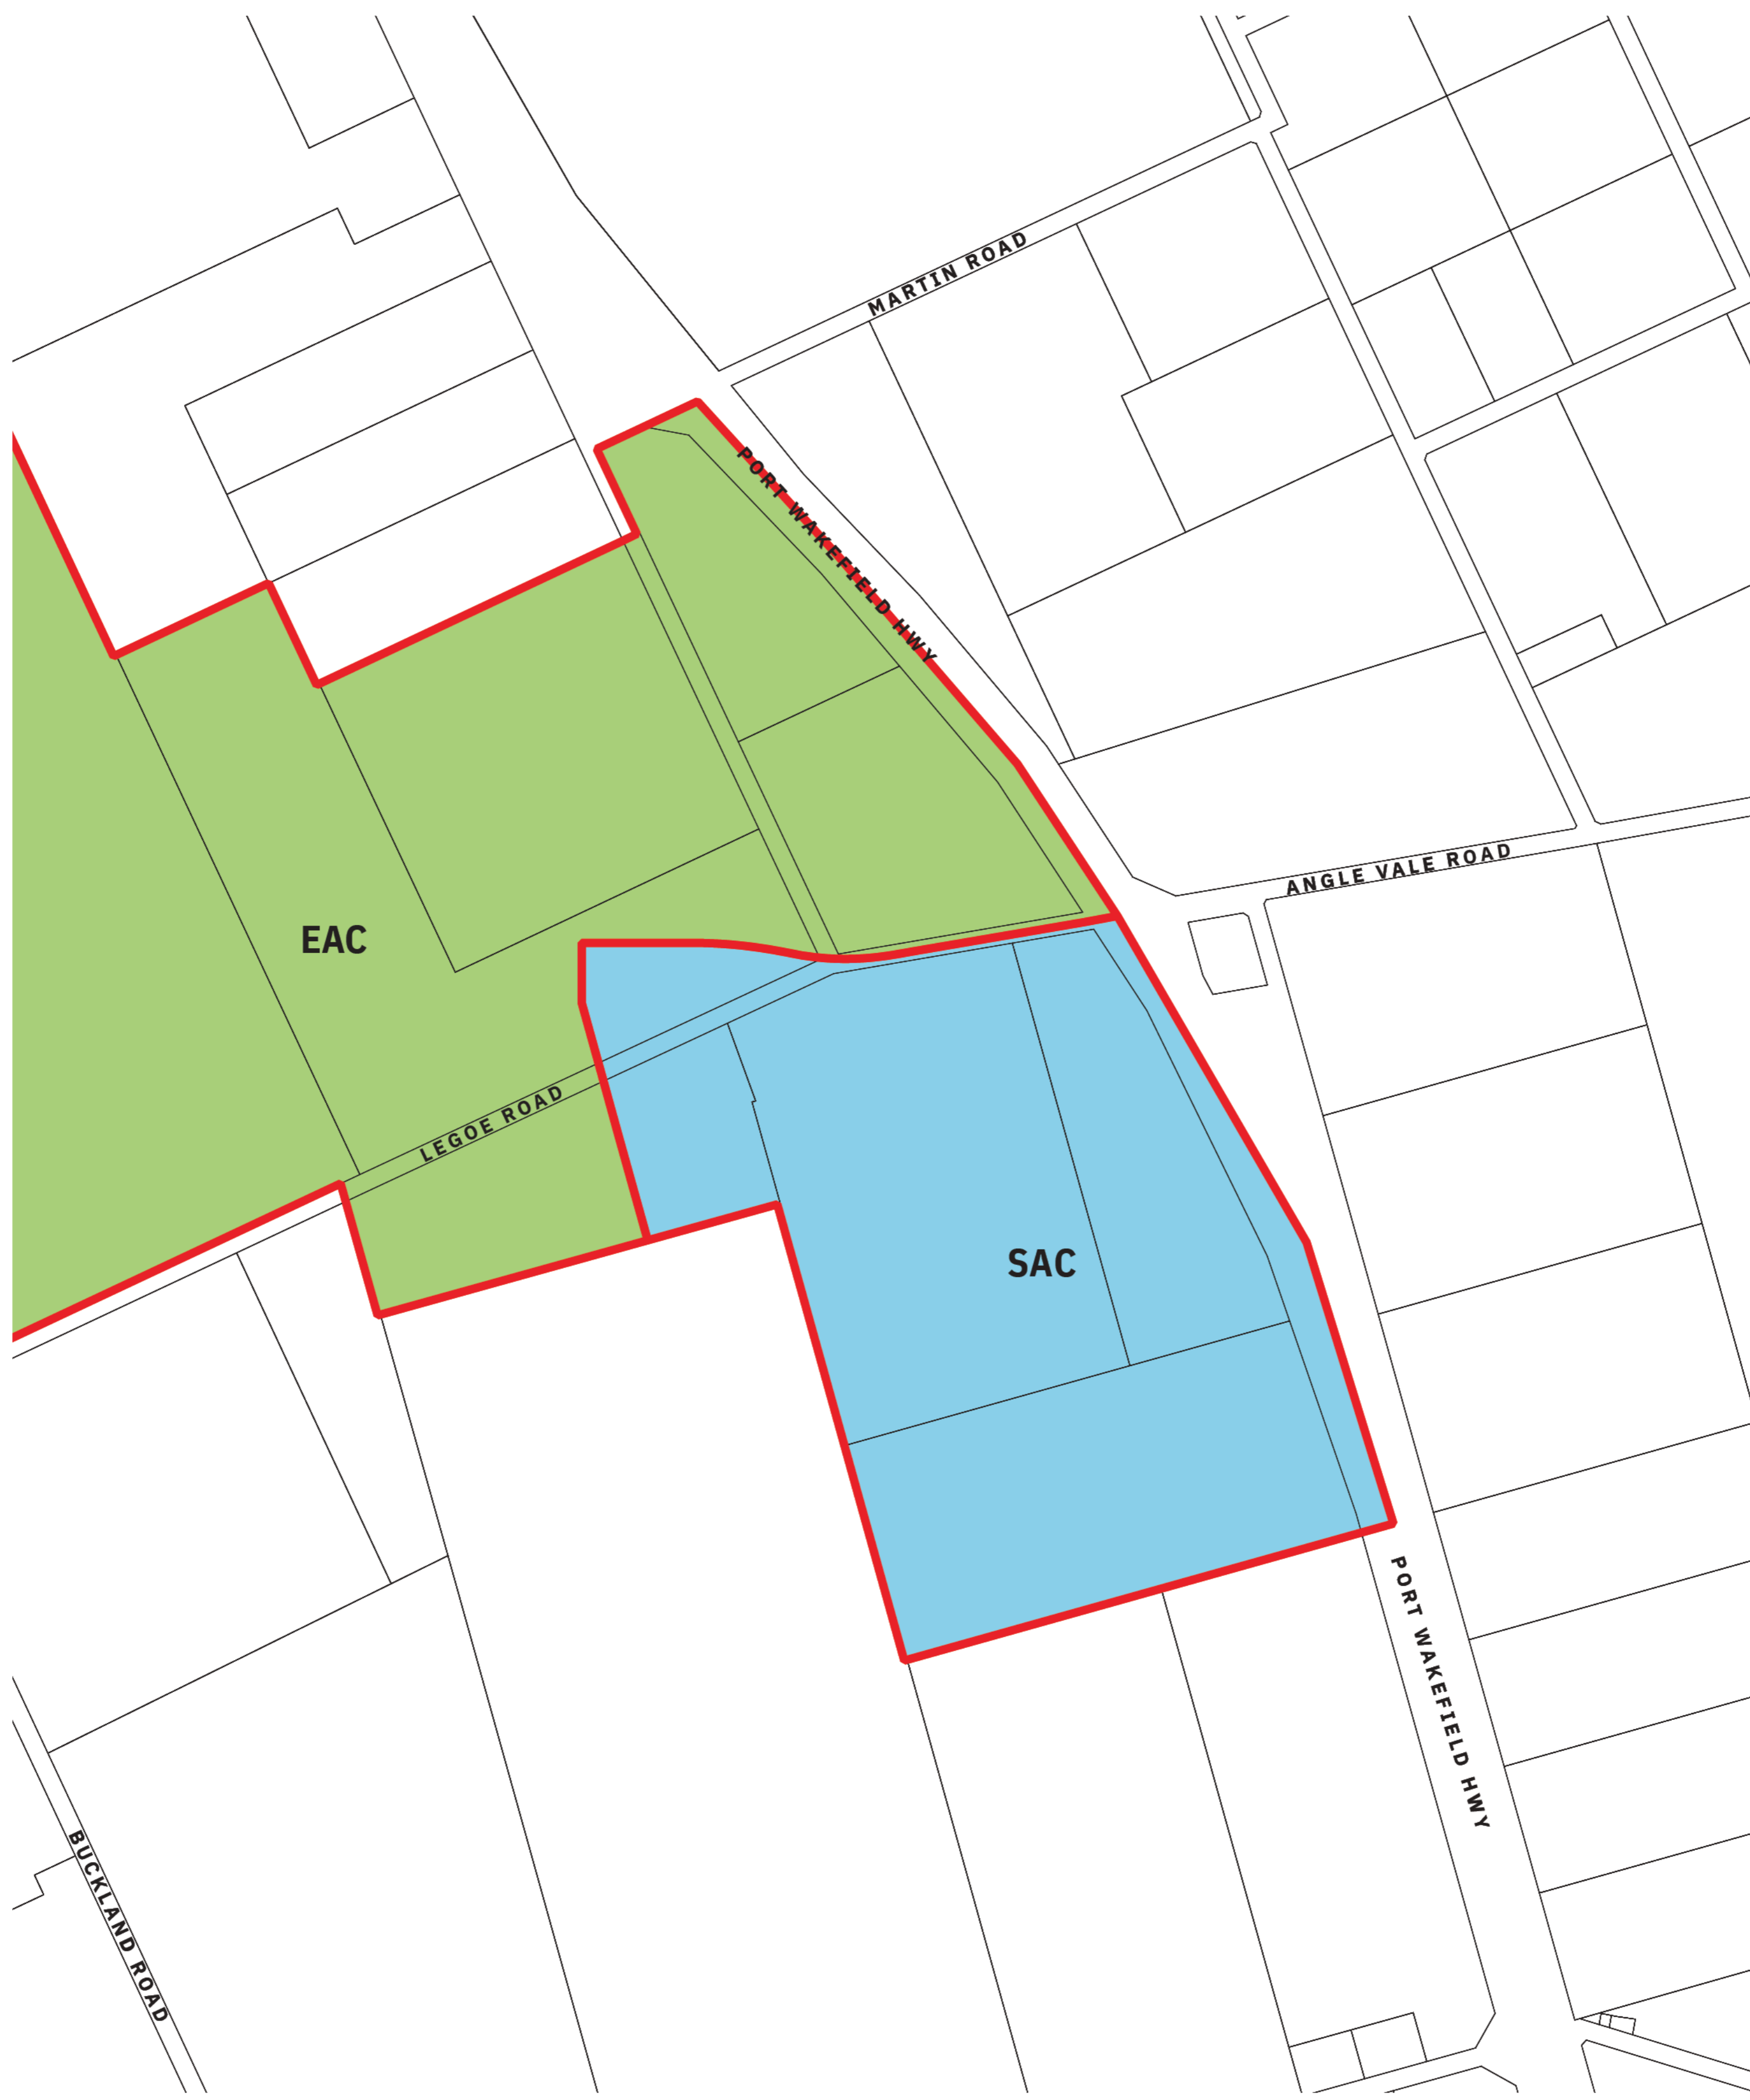 MARTIN ROAD
PORT WAKEFIELD HWY
ANGLE VALE ROAD
EAC
LEGOE ROAD
SAC
PORT WAKEFIELD HWY
BUCKLAND ROAD